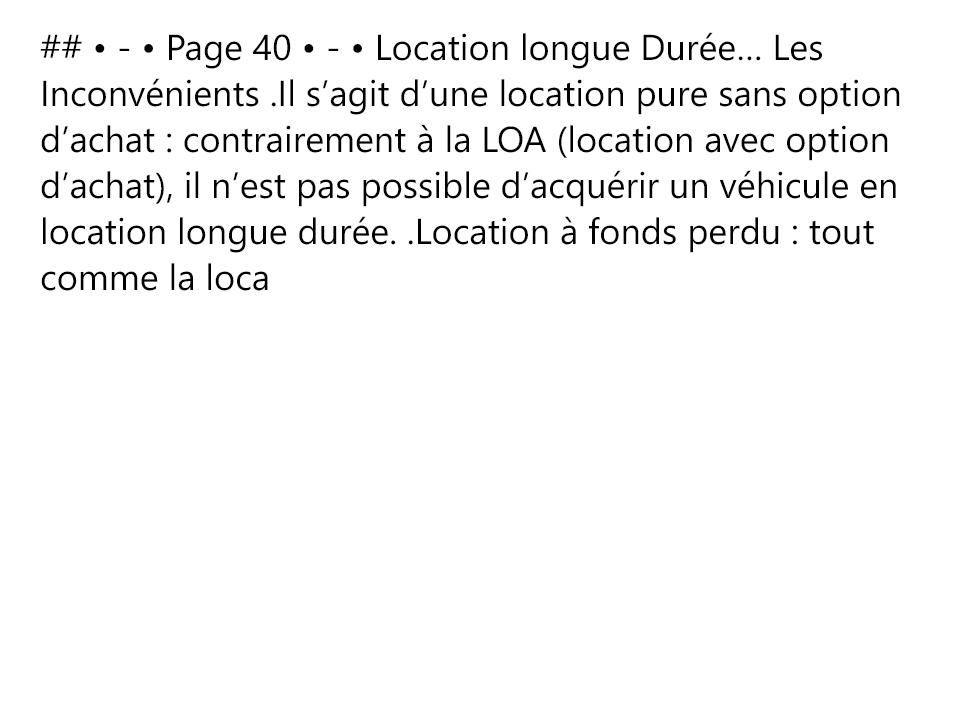 ## • - • Page 40 • - • Location longue Durée... Les
Inconvénients .Il s’agit d’une location pure sans option
d’achat : contrairement à la LOA (location avec option
d’achat), il n’est pas possible d’acquérir un véhicule en
location longue durée. .Location à fonds perdu : tout
comme la loca